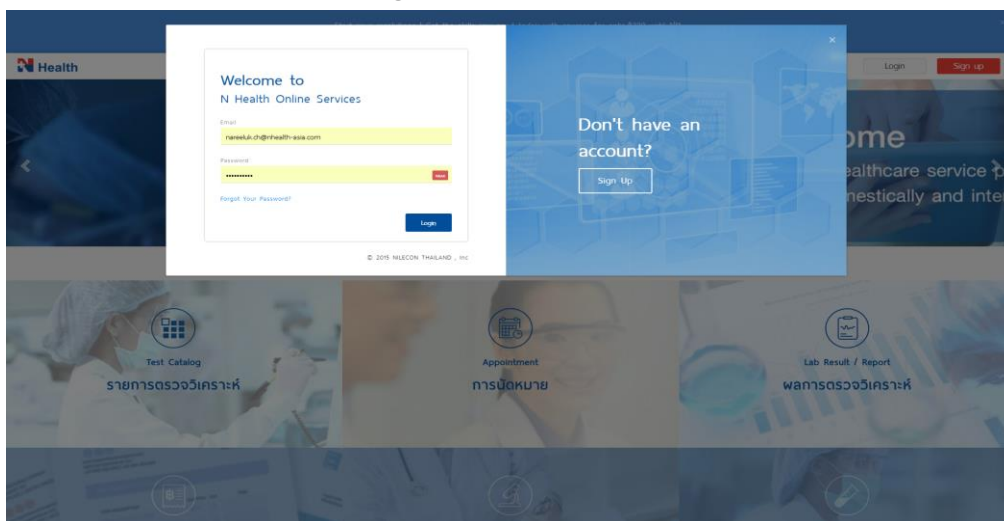 N Health
Login
Sign up
Welcome to
N Health Online Services
Email
nareeluk.ch@nhealth-asia.com
Password
••••••••••
Forgot Your Password?
Login
© 2015 NILECON THAILAND , Inc
×
Don't have an
account?
Sign Up
ome
ealthcare service p
nestically and inte
Test Catalog
รายการตรวจวิเคราะห์
Appointment
การนัดหมาย
Lab Result / Report
ผลการตรวจวิเคราะห์